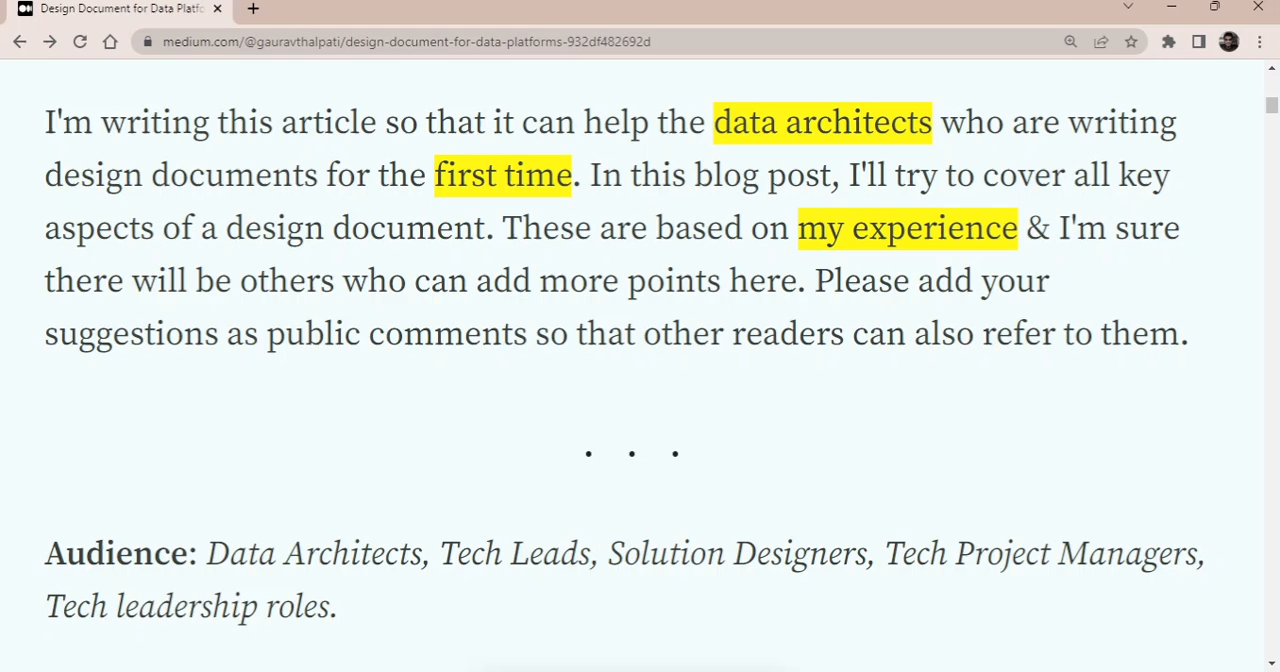 Design Document for Data Platfo
medium.com/@gauravthalpati/design-document-for-data-platforms-932df482692d
I'm writing this article so that it can help the data architects who are writing
design documents for the first time. In this blog post, I'll try to cover all key
aspects of a design document. These are based on my experience & I'm sure
there will be others who can add more points here. Please add your
suggestions as public comments so that other readers can also refer to them.
. . .
Audience: Data Architects, Tech Leads, Solution Designers, Tech Project Managers,
Tech leadership roles.